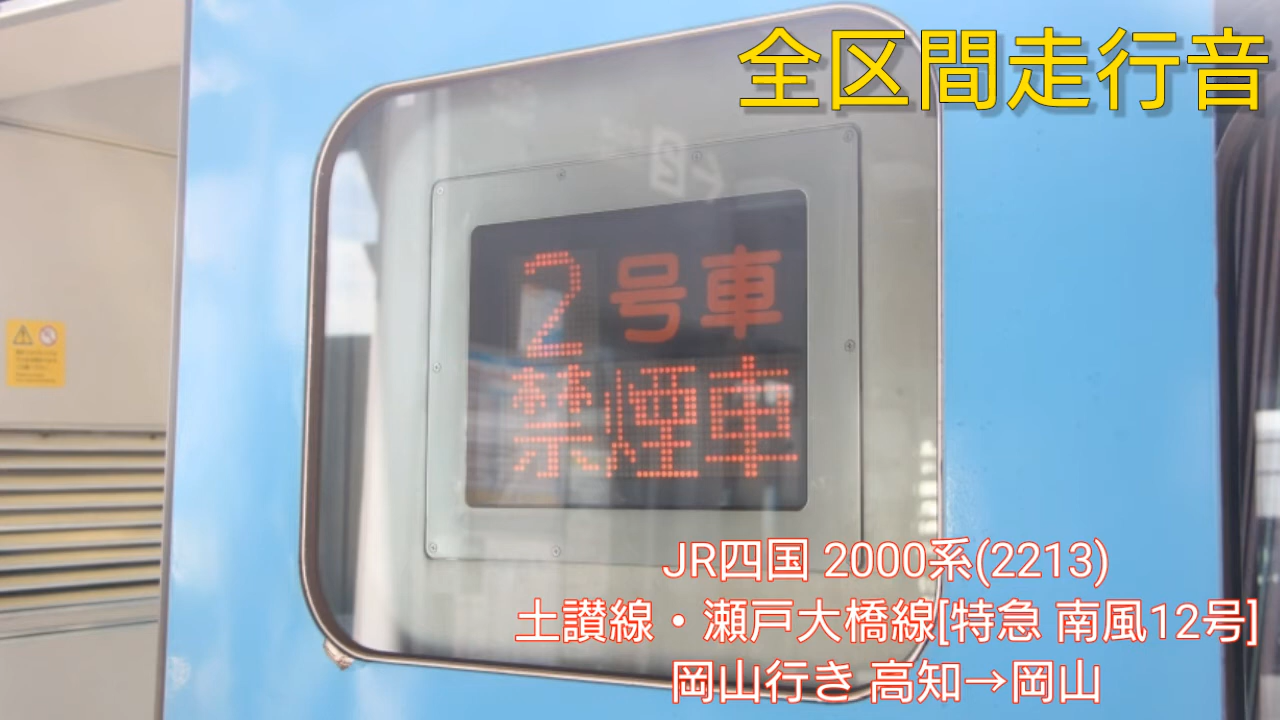 全区間走行音
2号車
禁煙車
JR四国 2000系(2213)
土讃線・瀬戸大橋線[特急 南風12号]
岡山行き 高知→岡山